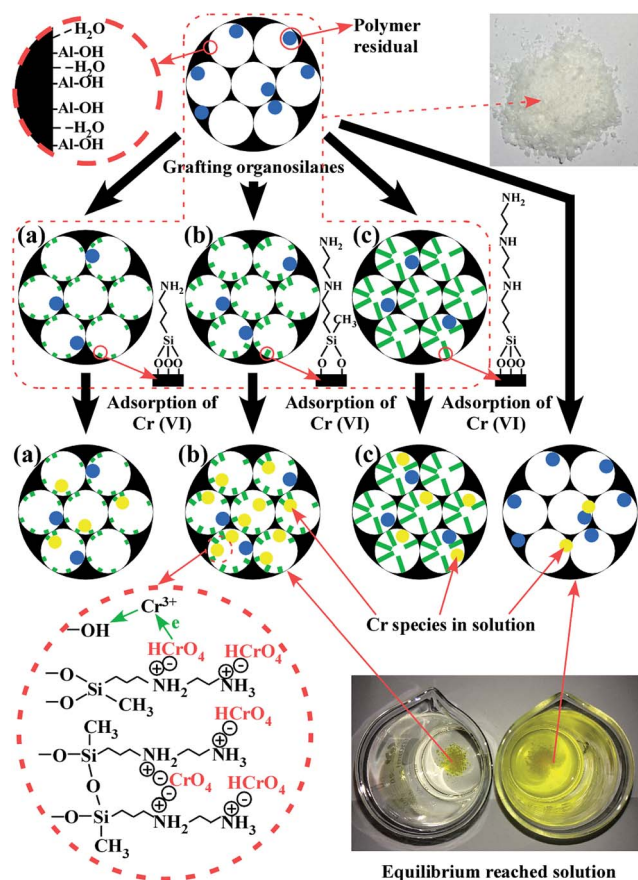 H₂O
Al-OH
H₂O
Al-OH
Al-OH
H₂O
Al-OH
Polymer
residual
Grafting organosilanes
(a)
NH₂
Si
OOO
(b)
NH₂
NH
CH₃
Si
O O
(c)
NH₂
NH
NH
Si
OOO
Adsorption of
Cr (VI)
Adsorption of
Cr (VI)
Adsorption of
Cr (VI)
(a)
(b)
(c)
Cr species in solution
Cr³⁺
e
OH
HCrO₄
HCrO₄
O
Si
NH₂
NH₃
O
CH₃
HCrO₄
CH₃
O
Si
NH₂
NH₃
O
CrO₄
HCrO₄
O
Si
NH₂
NH₃
CH₃
Equilibrium reached solution